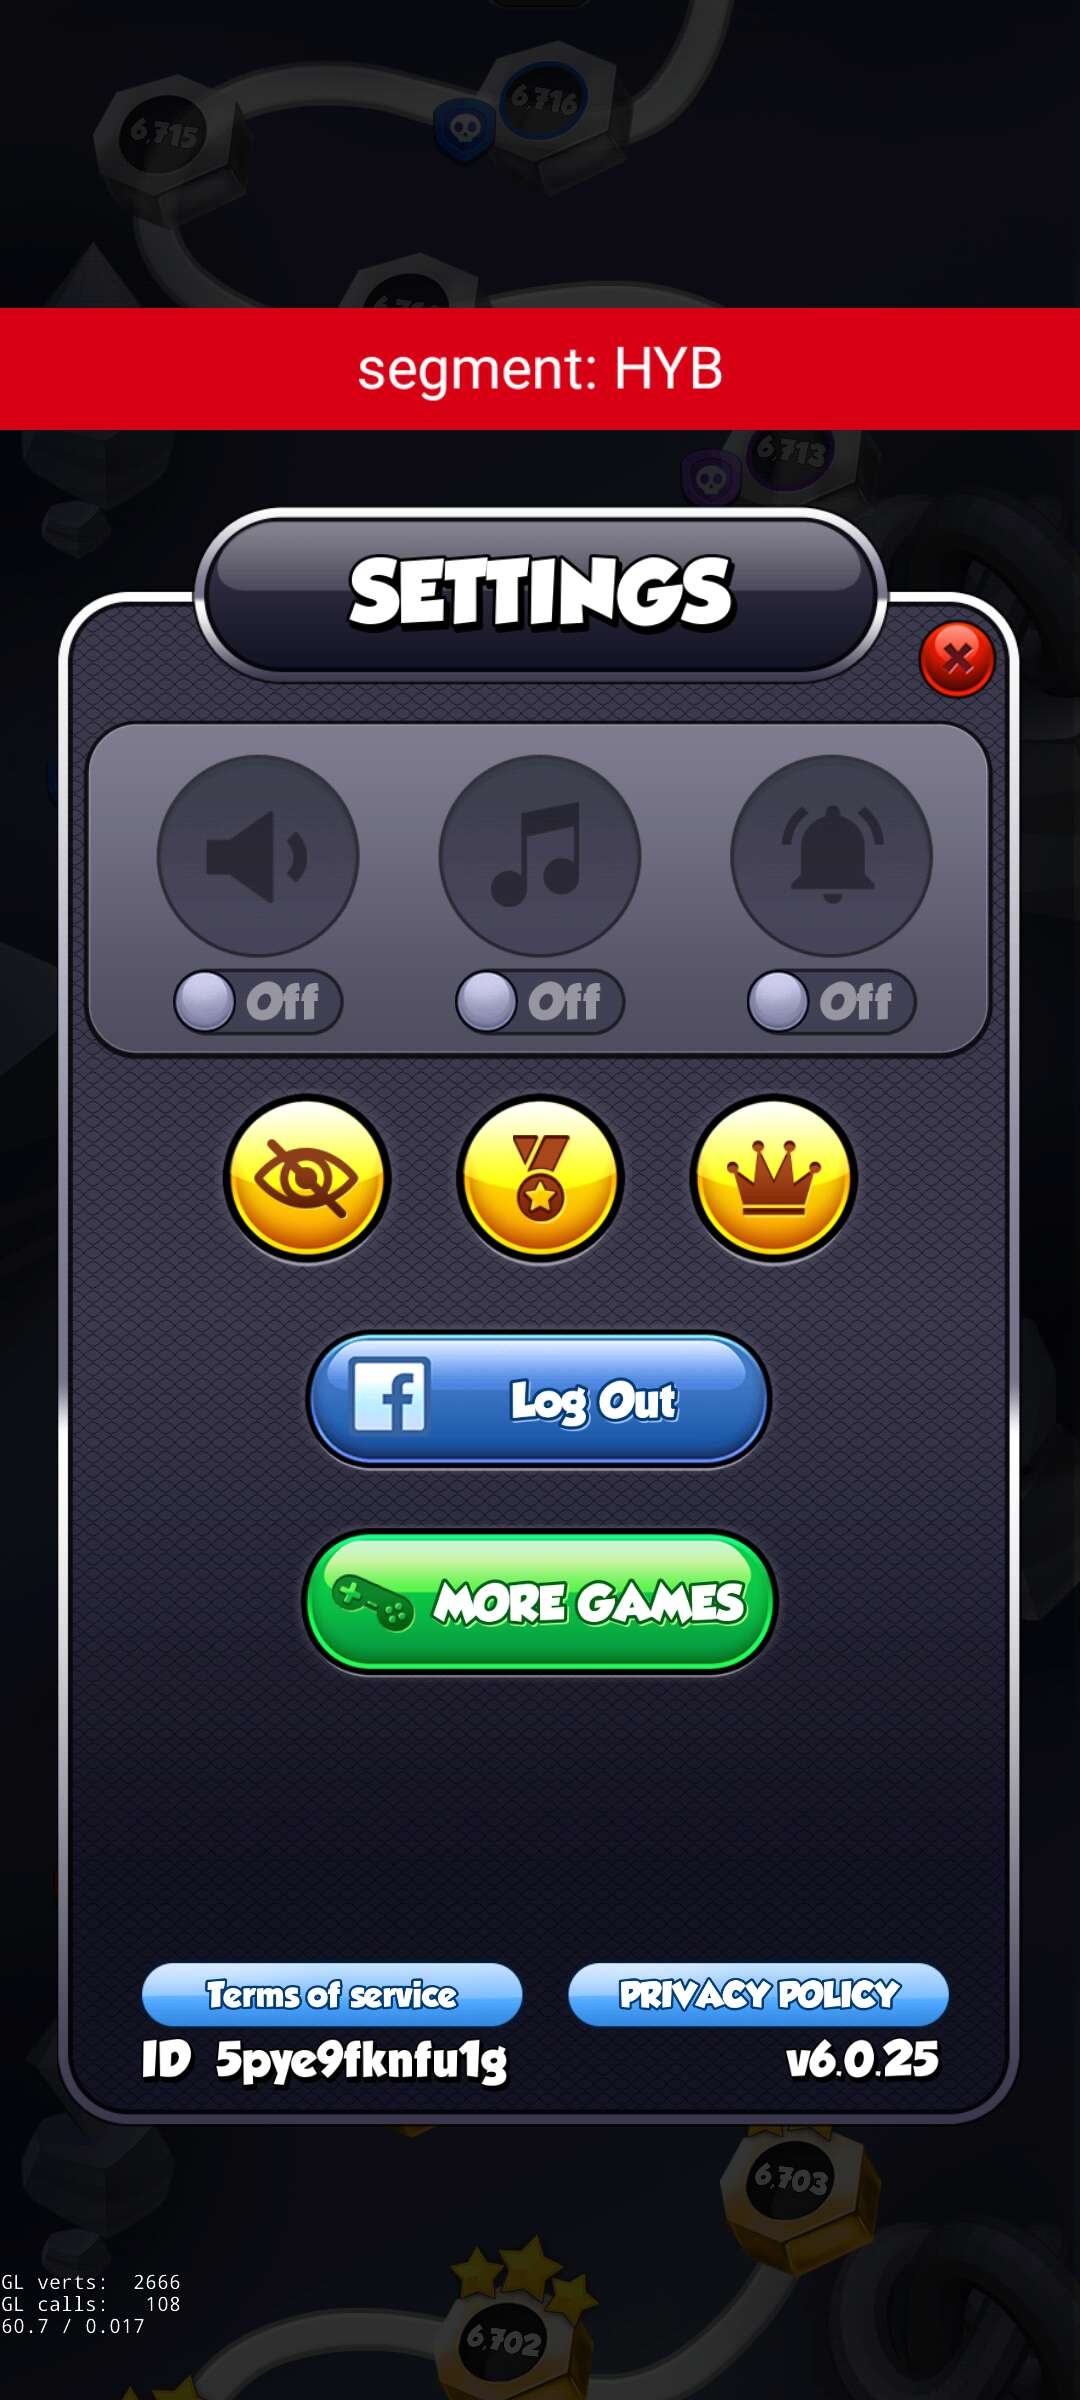 6,715
6,716
segment: HYB
6,713
SETTINGS
Off
Off
Off
Log Out
MORE GAMES
Terms of service
PRIVACY POLICY
ID 5pye9fknfu1g
v6.0.25
6,703
GL verts: 2666
GL calls: 108
60.7 / 0.017
6,702